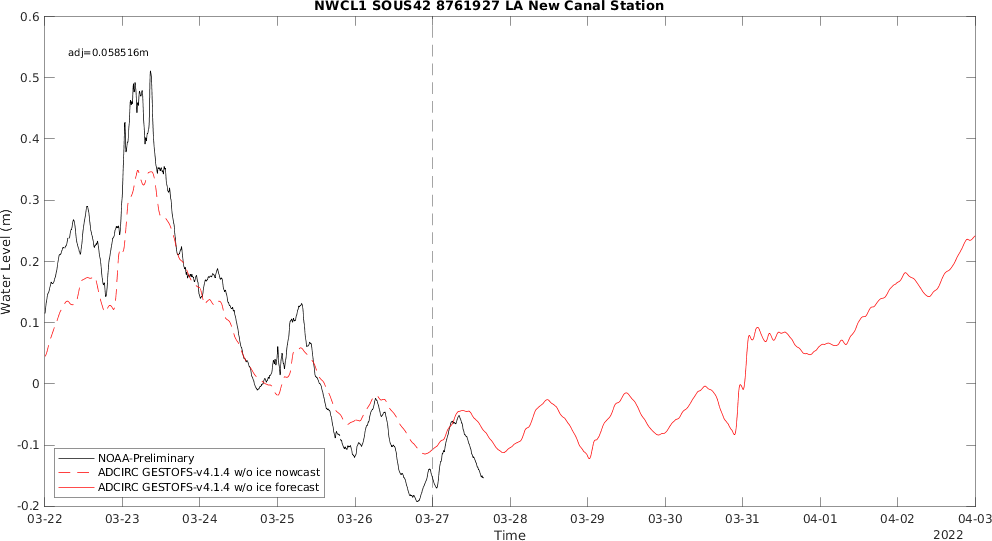 NWCL1 SOUS42 8761927 LA New Canal Station
adj=0.058516m
Water Level (m)
0.6
0.5
0.4
0.3
0.2
0.1
0
-0.1
-0.2
NOAA-Preliminary
ADCIRC GESTOFS-v4.1.4 w/o ice nowcast
ADCIRC GESTOFS-v4.1.4 w/o ice forecast
03-22 03-23 03-24 03-25 03-26 03-27 03-28 03-29 03-30 03-31 04-01 04-02 04-03
Time
2022